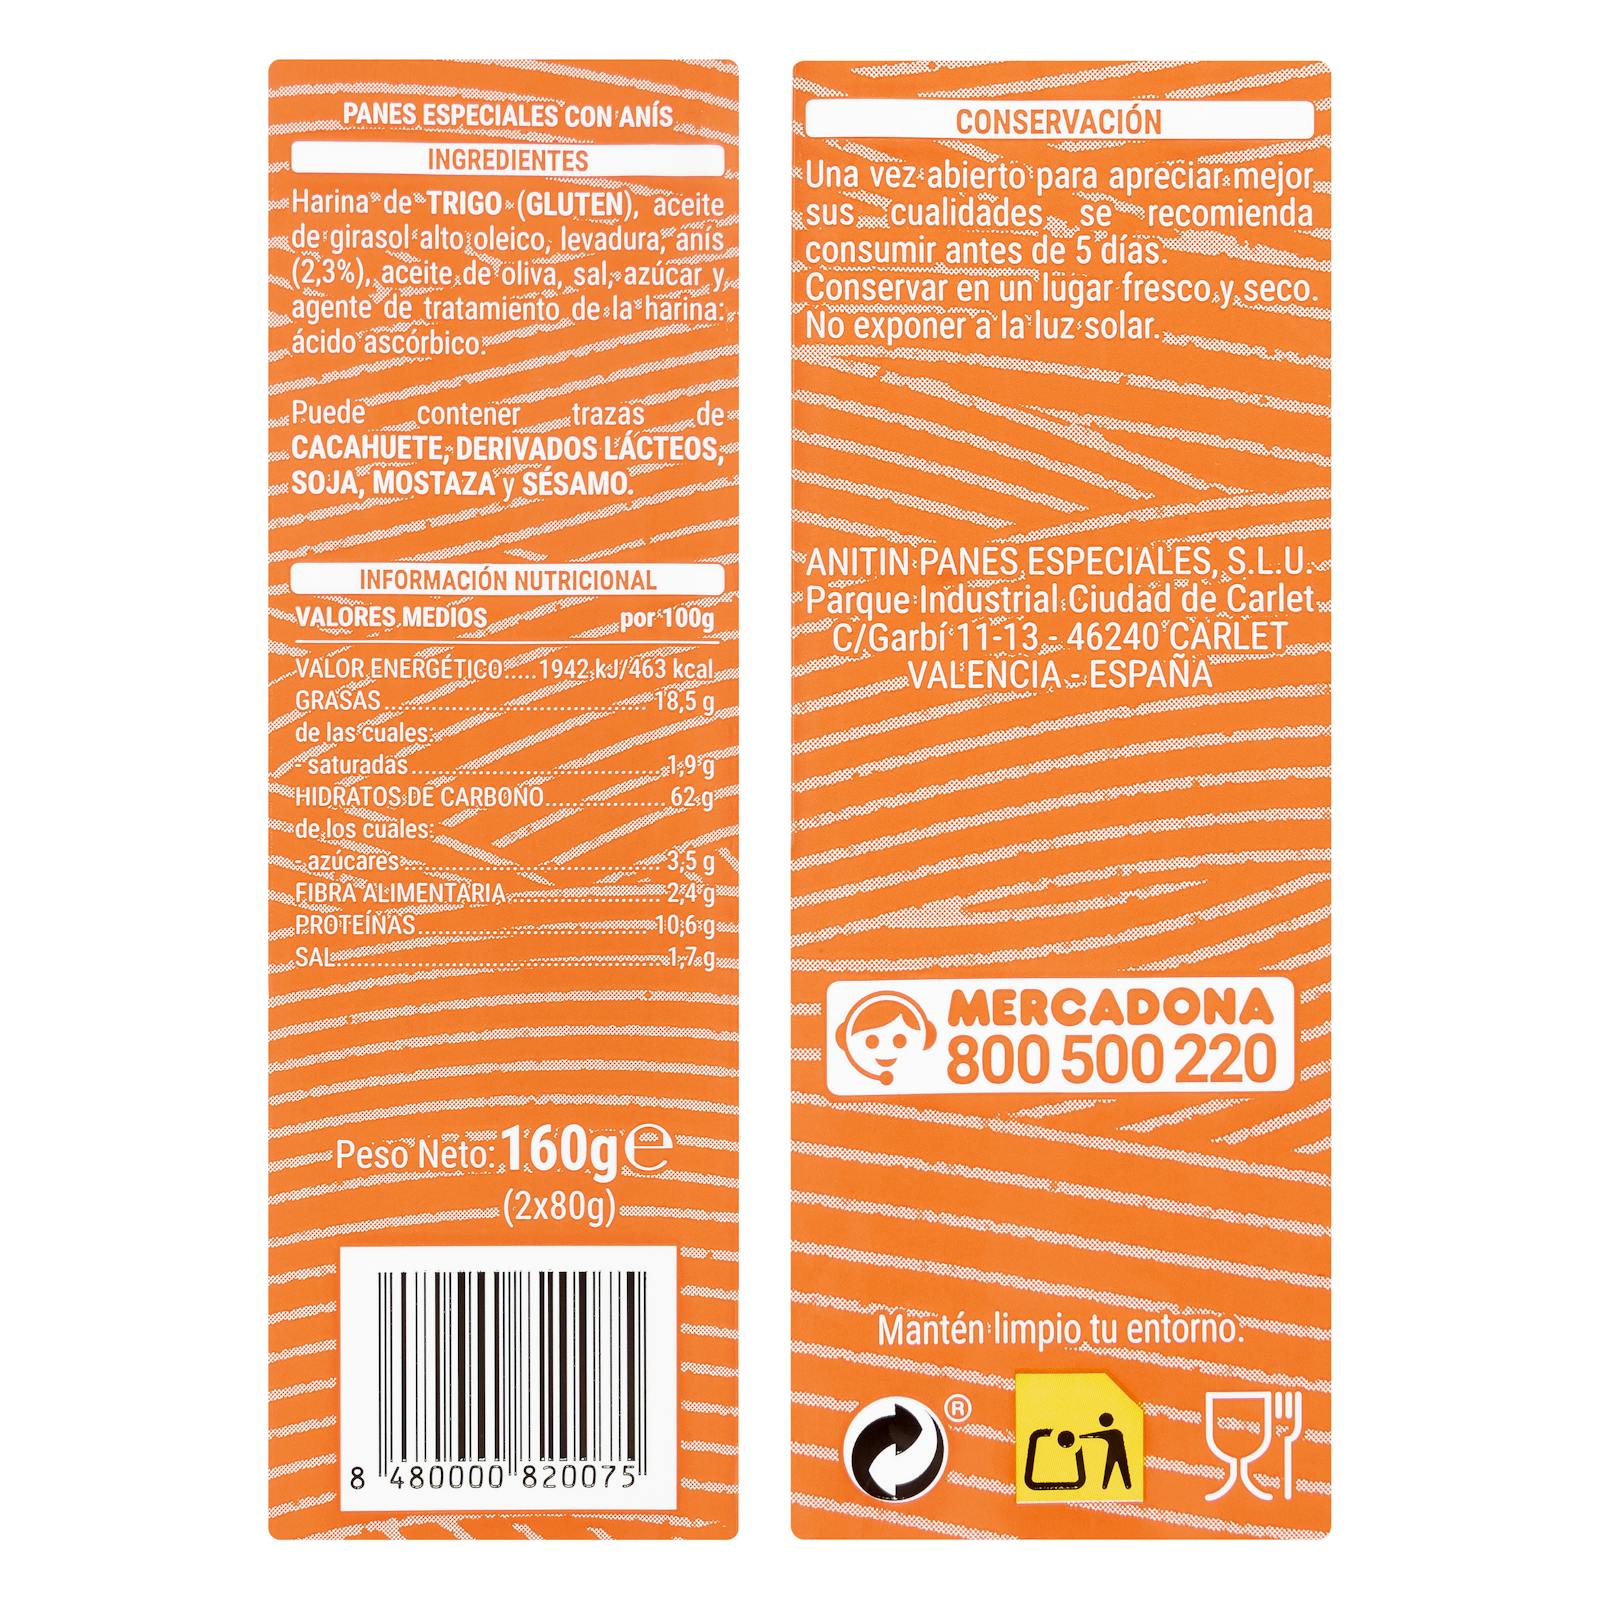 PANES ESPECIALES CON ANÍS
INGREDIENTES
Harina de TRIGO (GLUTEN), aceite
de girasol alto oleico, levadura, anís
(2,3%), aceite de oliva, sal, azúcar y
agente de tratamiento de la harina:
ácido ascórbico.
Puede contener trazas de
CACAHUETE, DERIVADOS LÁCTEOS,
SOJA, MOSTAZA y SÉSAMO.
INFORMACIÓN NUTRICIONAL
VALORES MEDIOS por 100g
VALOR ENERGÉTICO.....1942 kJ/463 kcal
GRASAS.......................................... 18,5 g
de las cuales:
- saturadas.......................................1,9 g
HIDRATOS DE CARBONO................... 62 g
de los cuales:
- azúcares.........................................3,5 g
FIBRA ALIMENTARIA.........................2,4 g
PROTEÍNAS.....................................10,6 g
SAL....................................................1,7 g
Peso Neto: 160g ℮
(2x80g)
8 480000 820075
CONSERVACIÓN
Una vez abierto para apreciar mejor
sus cualidades se recomienda
consumir antes de 5 días.
Conservar en un lugar fresco y seco.
No exponer a la luz solar.
ANITIN PANES ESPECIALES, S.L.U.
Parque Industrial Ciudad de Carlet
C/Garbí 11-13 - 46240 CARLET
VALENCIA - ESPAÑA
MERCADONA
800 500 220
Mantén limpio tu entorno.
®